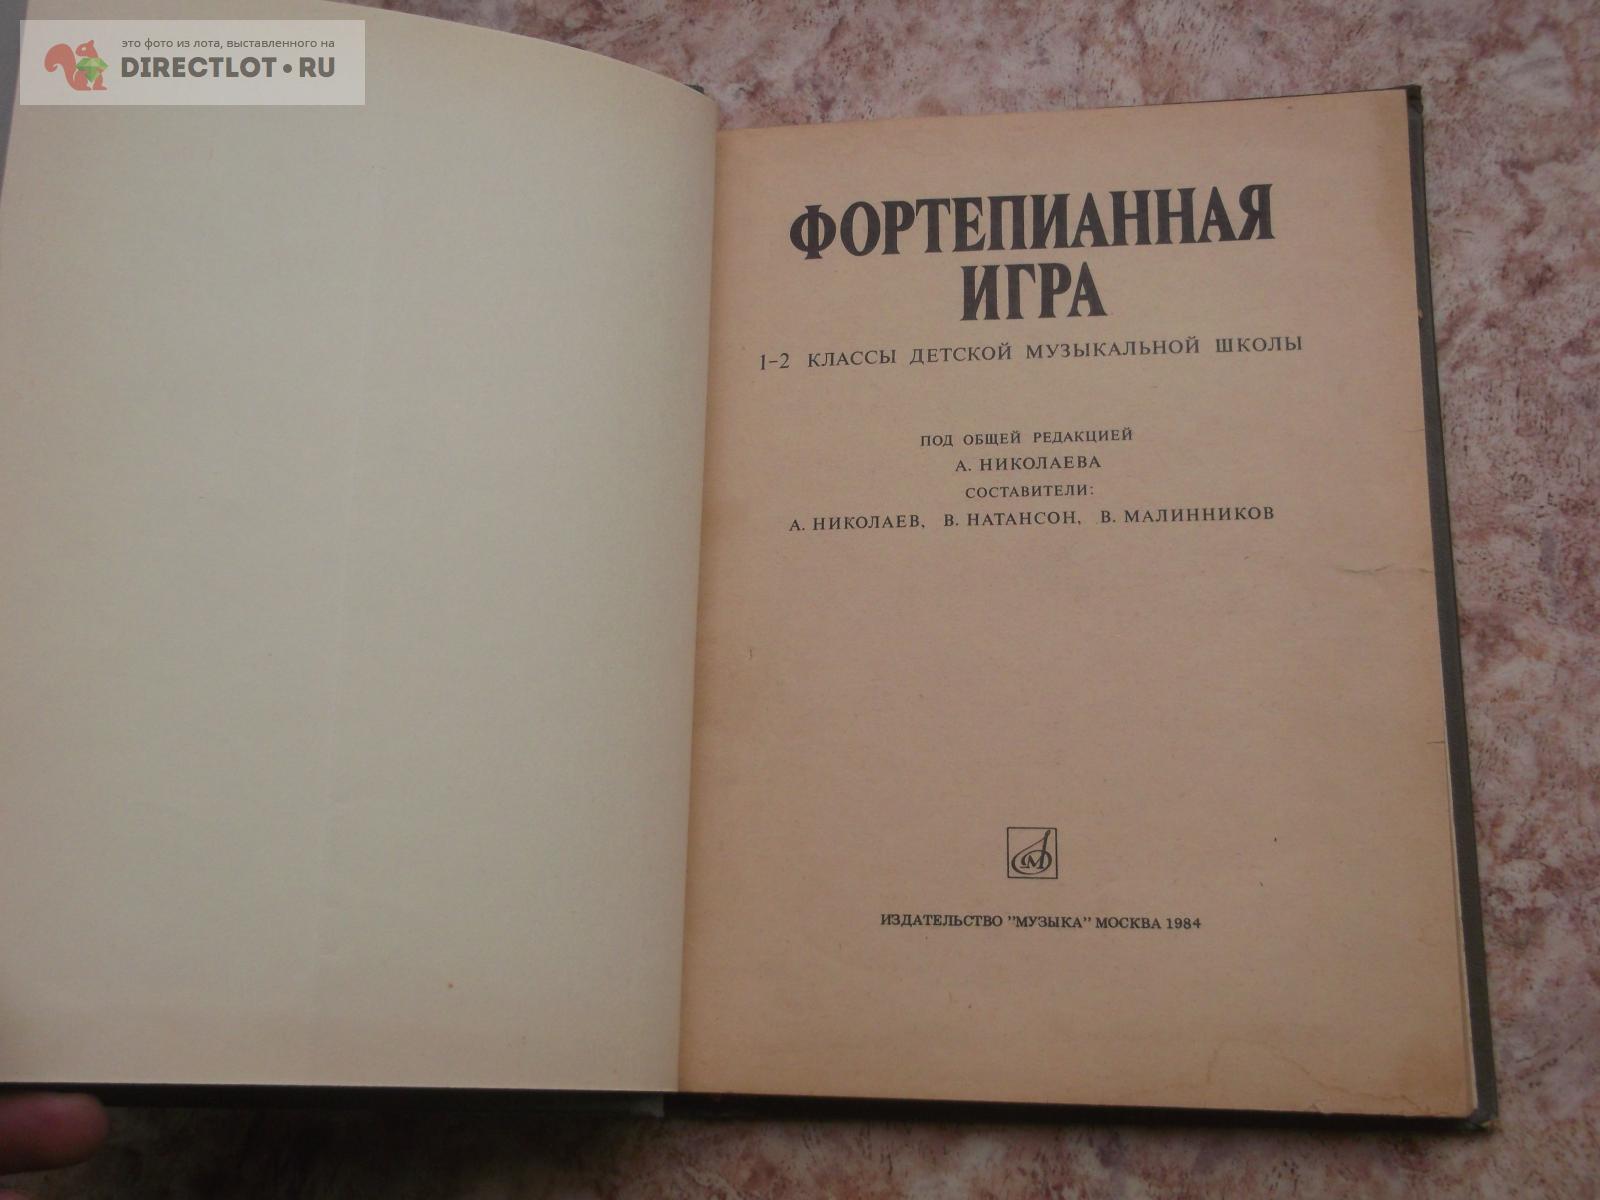 это фото из лота, выставленного на
DIRECTLOT•RU
ФОРТЕПИАННАЯ
ИГРА
1-2 КЛАССЫ ДЕТСКОЙ МУЗЫКАЛЬНОЙ ШКОЛЫ
ПОД ОБЩЕЙ РЕДАКЦИЕЙ
А. НИКОЛАЕВА
СОСТАВИТЕЛИ:
А. НИКОЛАЕВ, В. НАТАНСОН, В. МАЛИННИКОВ
М
ИЗДАТЕЛЬСТВО "МУЗЫКА" МОСКВА 1984